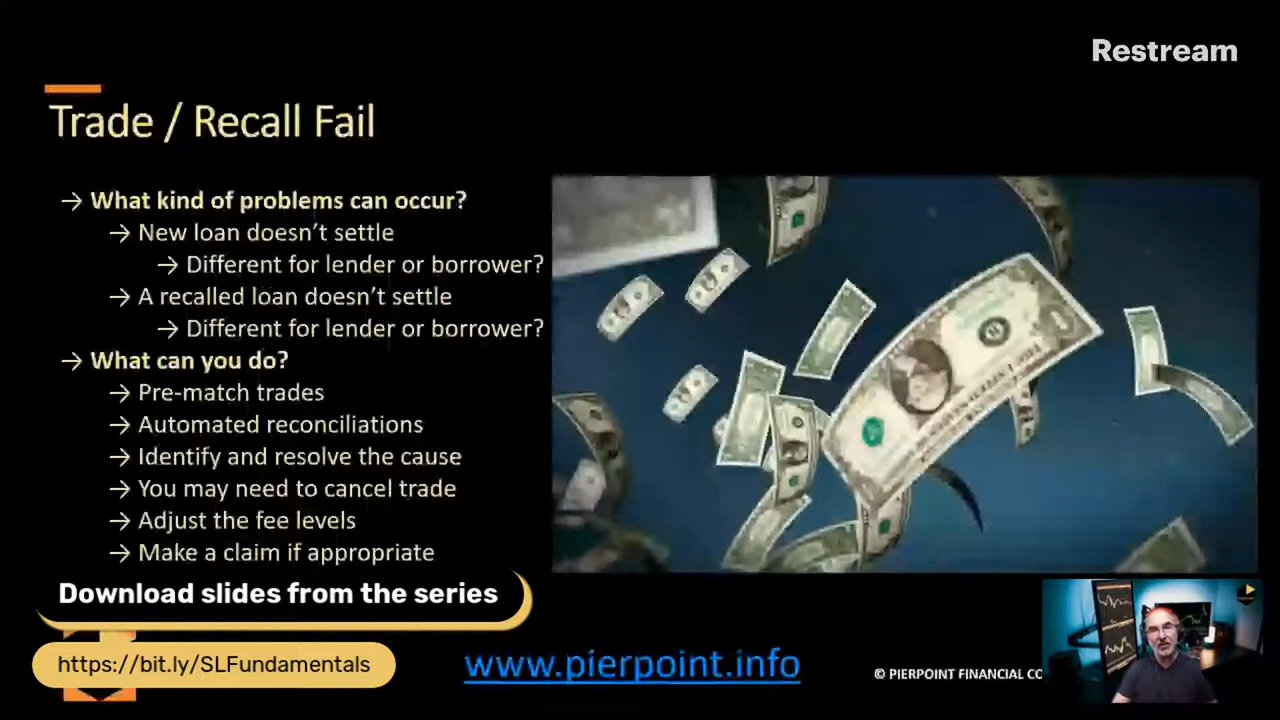 Restream
Trade / Recall Fail
→ What kind of problems can occur?
→ New loan doesn't settle
→ Different for lender or borrower?
→ A recalled loan doesn't settle
→ Different for lender or borrower?
→ What can you do?
→ Pre-match trades
→ Automated reconciliations
→ Identify and resolve the cause
→ You may need to cancel trade
→ Adjust the fee levels
→ Make a claim if appropriate
Download slides from the series
https://bit.ly/SLFundamentals
www.pierpoint.info
© PIERPOINT FINANCIAL CO